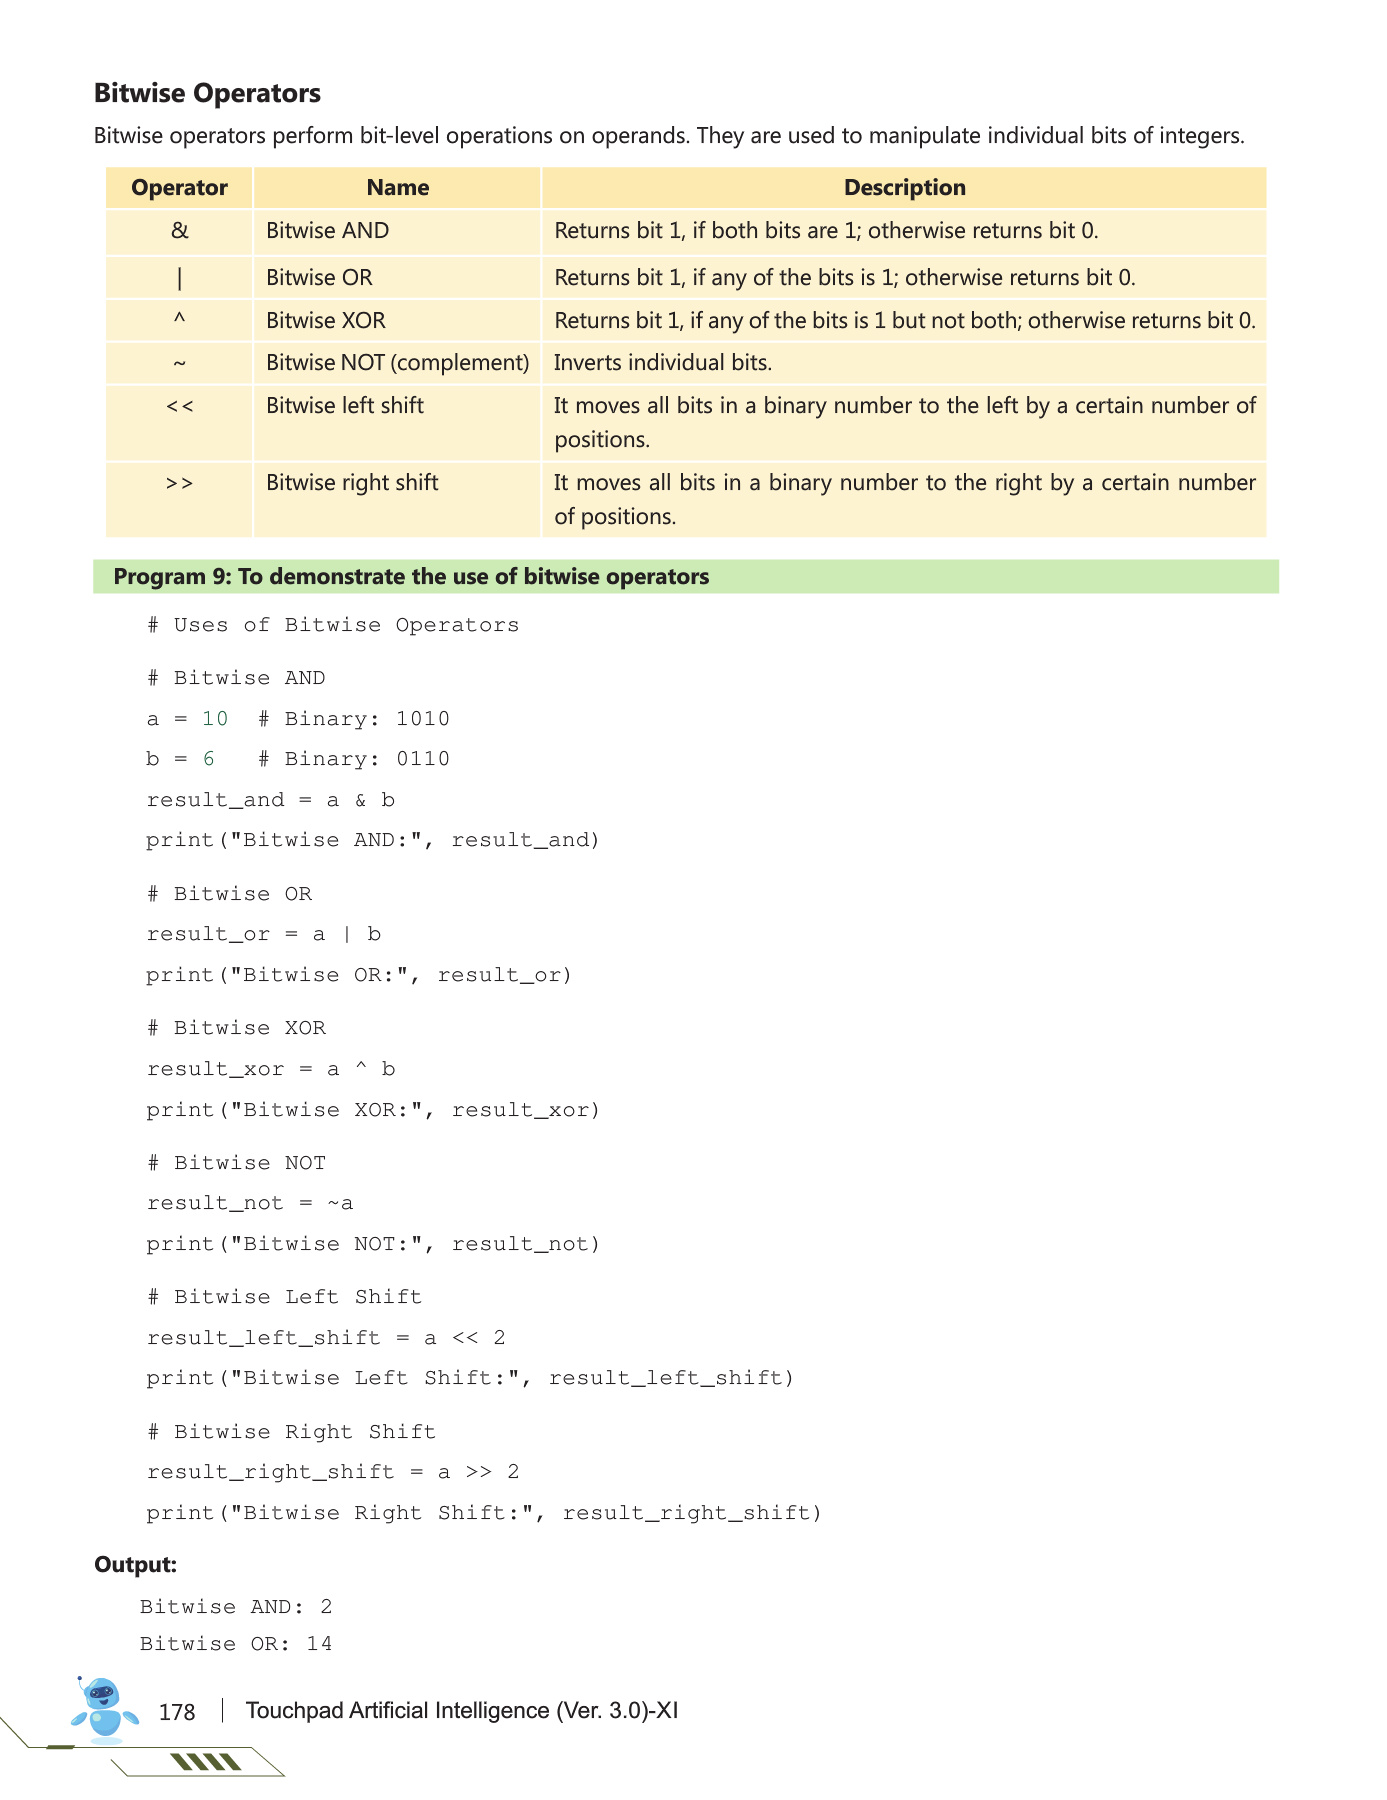 Bitwise Operators
Bitwise operators perform bit-level operations on operands. They are used to manipulate individual bits of integers.
Operator Name Description
& Bitwise AND Returns bit 1, if both bits are 1; otherwise returns bit 0.
| Bitwise OR Returns bit 1, if any of the bits is 1; otherwise returns bit 0.
^ Bitwise XOR Returns bit 1, if any of the bits is 1 but not both; otherwise returns bit 0.
~ Bitwise NOT (complement) Inverts individual bits.
<< Bitwise left shift It moves all bits in a binary number to the left by a certain number of
positions.
>> Bitwise right shift It moves all bits in a binary number to the right by a certain number
of positions.
Program 9: To demonstrate the use of bitwise operators
# Uses of Bitwise Operators
# Bitwise AND
a = 10  # Binary: 1010
b = 6   # Binary: 0110
result_and = a & b
print("Bitwise AND:", result_and)
# Bitwise OR
result_or = a | b
print("Bitwise OR:", result_or)
# Bitwise XOR
result_xor = a ^ b
print("Bitwise XOR:", result_xor)
# Bitwise NOT
result_not = ~a
print("Bitwise NOT:", result_not)
# Bitwise Left Shift
result_left_shift = a << 2
print("Bitwise Left Shift:", result_left_shift)
# Bitwise Right Shift
result_right_shift = a >> 2
print("Bitwise Right Shift:", result_right_shift)
Output:
Bitwise AND: 2
Bitwise OR: 14
178 | Touchpad Artificial Intelligence (Ver. 3.0)-XI